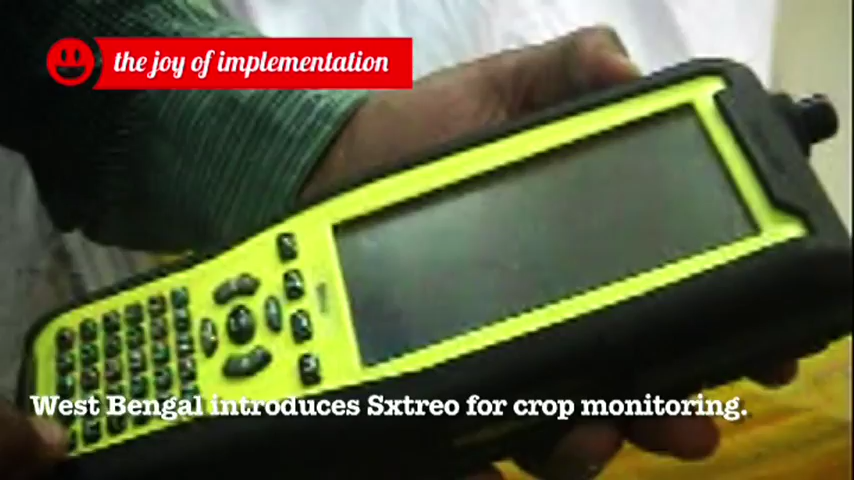 the joy of implementation
West Bengal introduces Sxtreo for crop monitoring.